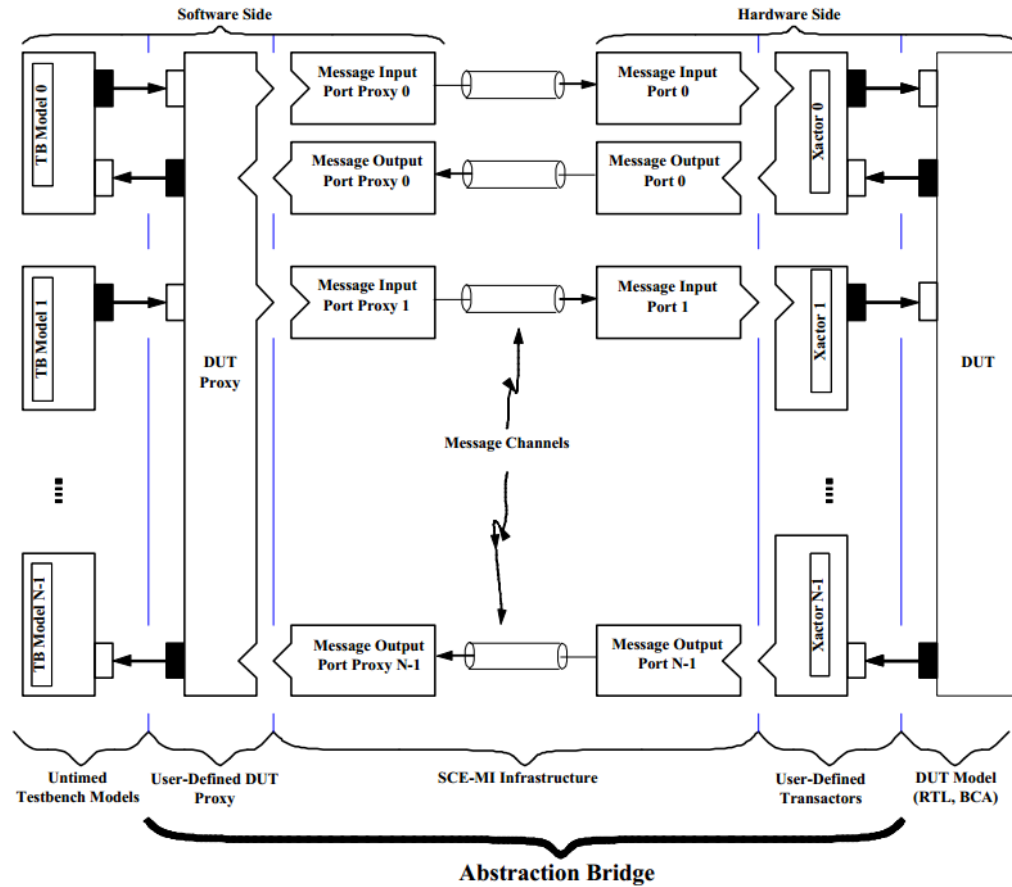 Software Side
Hardware Side
TB Model 0
Message Input
Port Proxy 0
Message Input
Port 0
Xactor 0
Message Output
Port Proxy 0
Message Output
Port 0
TB Model 1
Message Input
Port Proxy 1
Message Input
Port 1
Xactor 1
DUT
Proxy
DUT
Message Channels
TB Model N-1
Message Output
Port Proxy N-1
Message Output
Port N-1
Xactor N-1
Untimed
Testbench Models
User-Defined DUT
Proxy
SCE-MI Infrastructure
User-Defined
Transactors
DUT Model
(RTL, BCA)
Abstraction Bridge